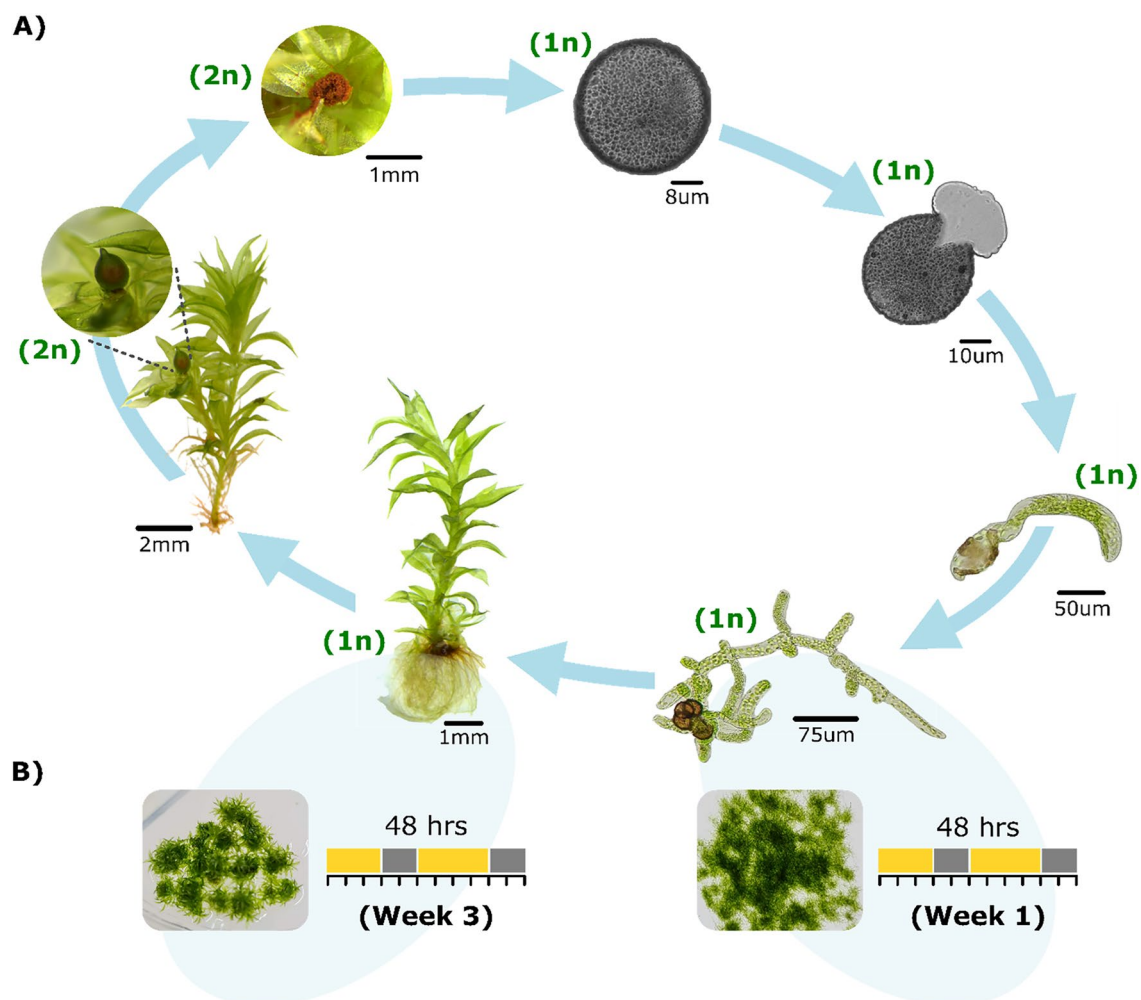 A)
(1n)
(2n)
1mm
8um
(1n)
10um
(2n)
(1n)
50um
2mm
(1n)
(1n)
75um
1mm
B)
48 hrs
(Week 3)
48 hrs
(Week 1)